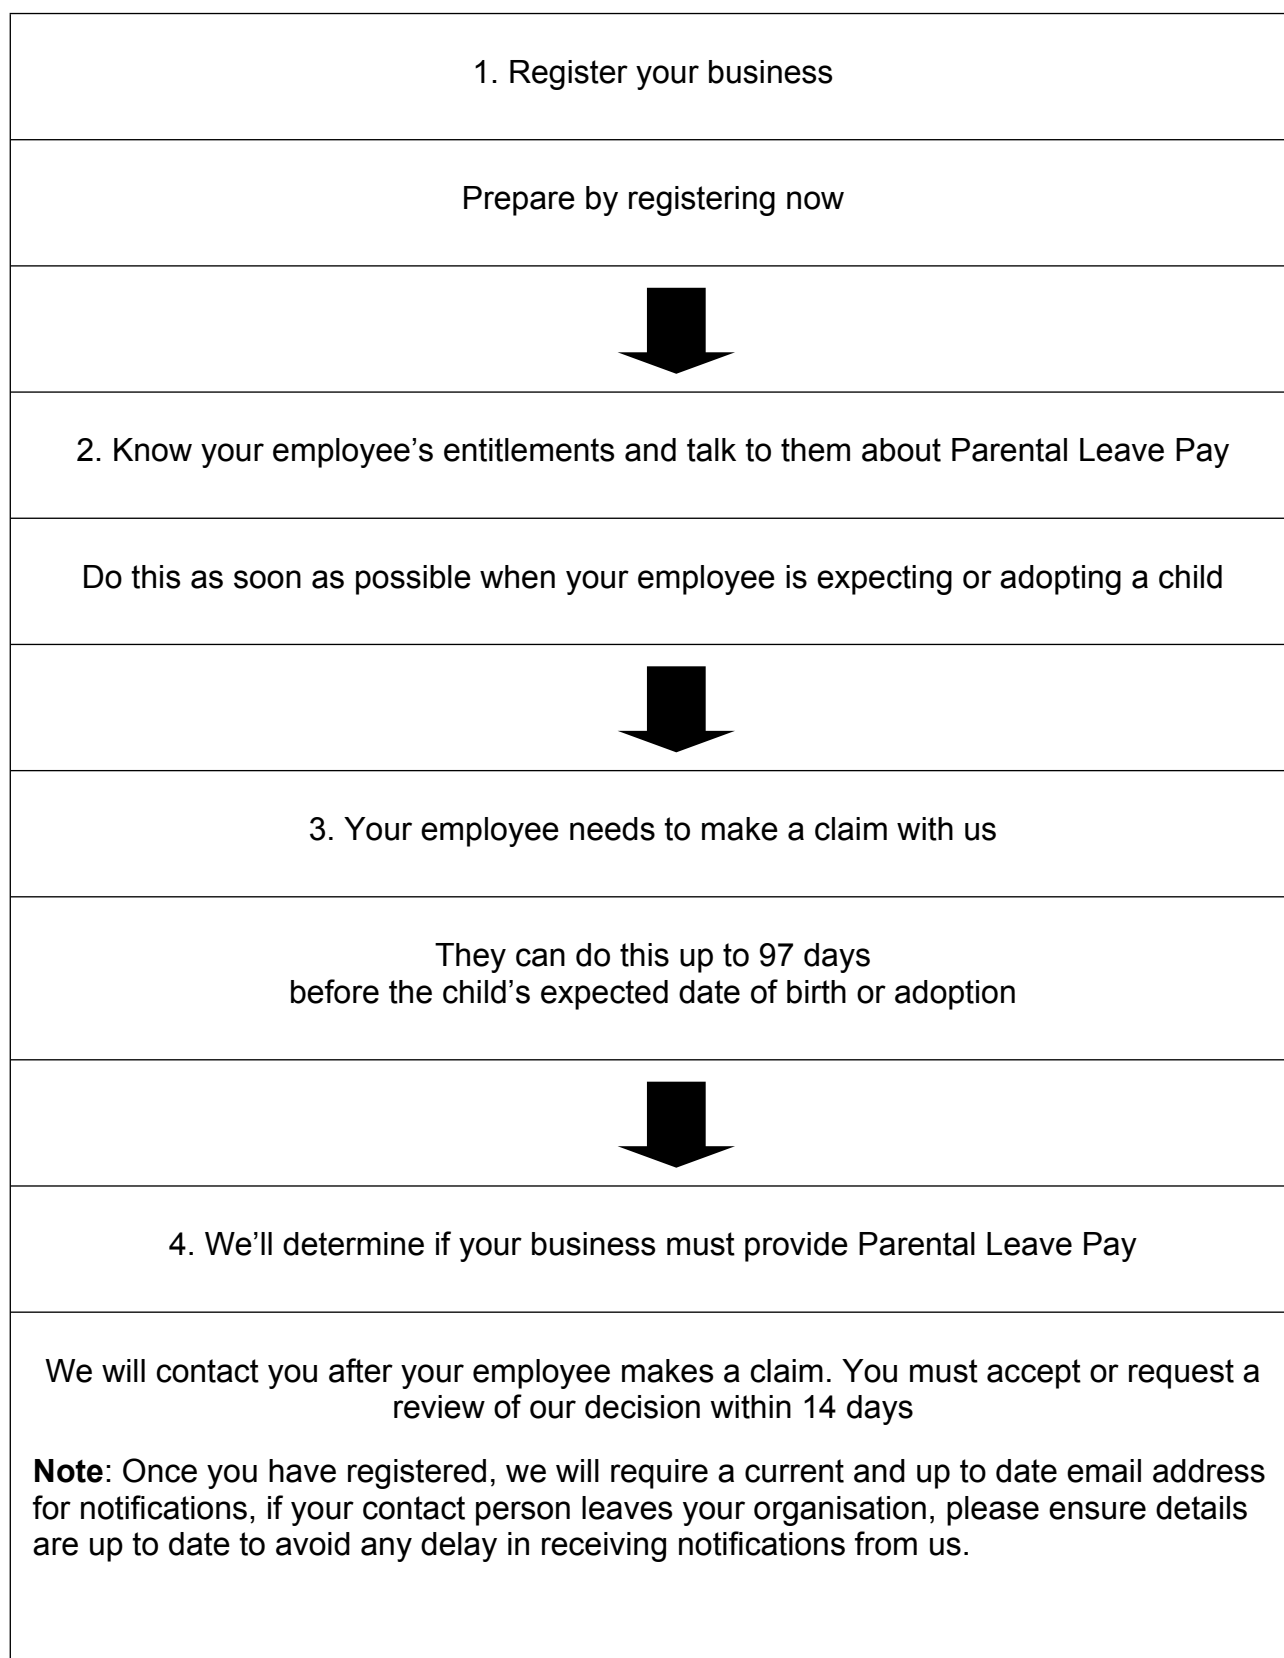 1. Register your business
Prepare by registering now
2. Know your employee’s entitlements and talk to them about Parental Leave Pay
Do this as soon as possible when your employee is expecting or adopting a child
3. Your employee needs to make a claim with us
They can do this up to 97 days
before the child’s expected date of birth or adoption
4. We’ll determine if your business must provide Parental Leave Pay
We will contact you after your employee makes a claim. You must accept or request a
review of our decision within 14 days
Note: Once you have registered, we will require a current and up to date email address
for notifications, if your contact person leaves your organisation, please ensure details
are up to date to avoid any delay in receiving notifications from us.